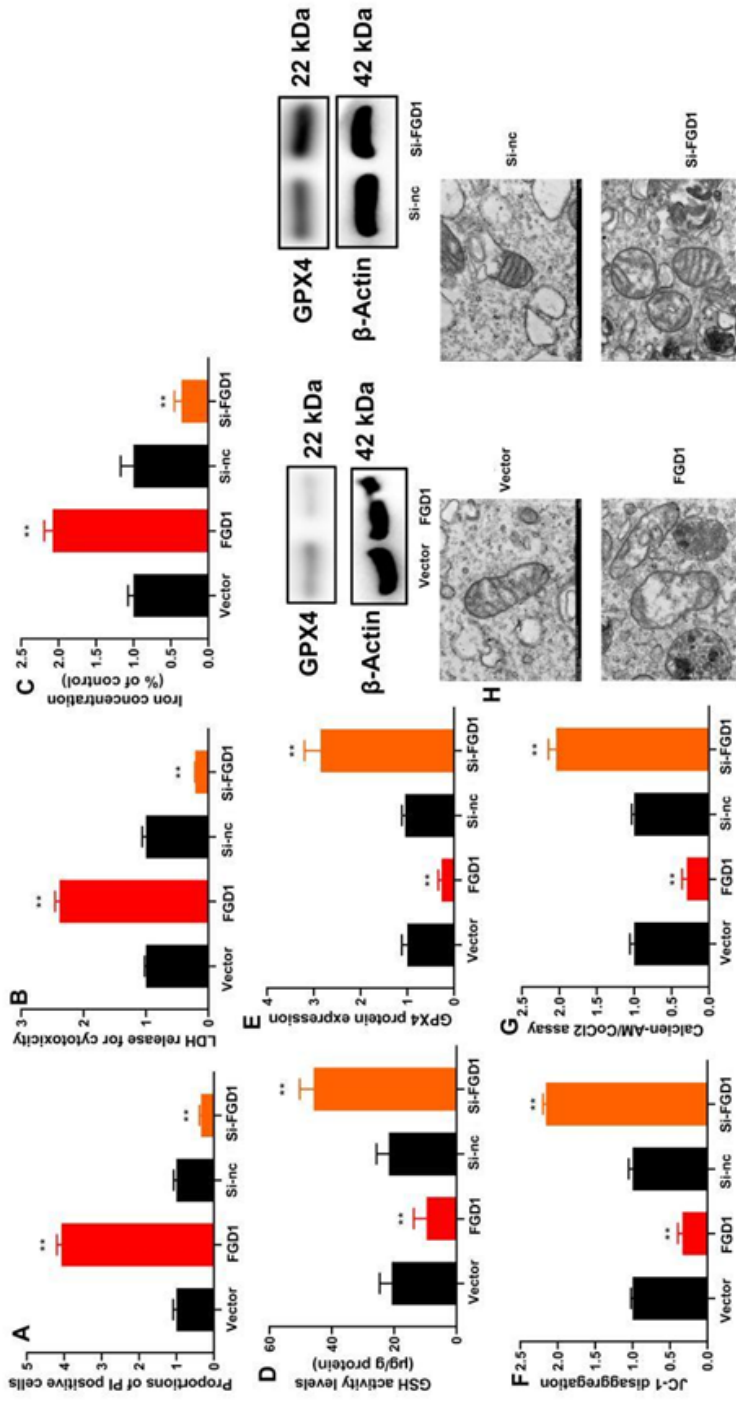 A
Proportions of PI positive cells
5
4
3
2
1
0
**
**
Vector
FGD1
Si-nc
Si-FGD1
B
LDH release for cytotoxicity
3
2
1
0
**
**
Vector
FGD1
Si-nc
Si-FGD1
C
Iron concentration
(% of control)
2.5
2.0
1.5
1.0
0.5
0.0
**
**
Vector
FGD1
Si-nc
Si-FGD1
D
GSH activity levels
(μg/g protein)
60
40
20
0
**
**
Vector
FGD1
Si-nc
Si-FGD1
E
GPX4 protein expression
4
3
2
1
0
**
**
Vector
FGD1
Si-nc
Si-FGD1
GPX4
22 kDa
β-Actin
42 kDa
Vector
FGD1
GPX4
22 kDa
β-Actin
42 kDa
Si-nc
Si-FGD1
F
JC-1 disaggregation
2.5
2.0
1.5
1.0
0.5
0.0
**
**
Vector
FGD1
Si-nc
Si-FGD1
G
Calcien-AM/CoCl2 assay
2.5
2.0
1.5
1.0
0.5
0.0
**
**
Vector
FGD1
Si-nc
Si-FGD1
H
Vector
Si-nc
FGD1
Si-FGD1